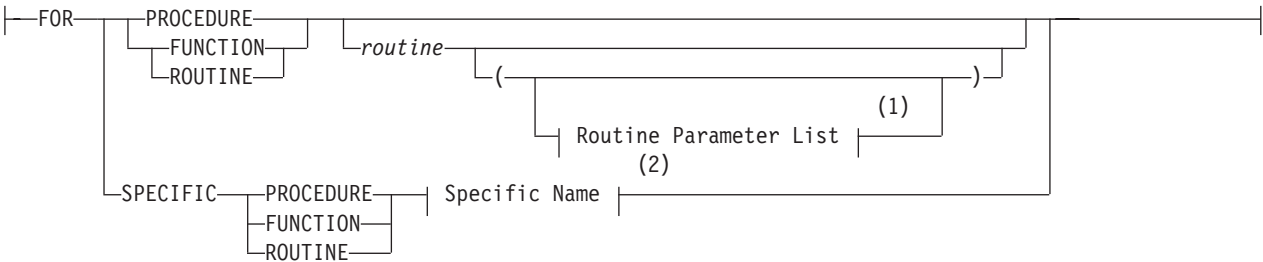 FOR PROCEDURE
FUNCTION routine
ROUTINE ( )
(1)
Routine Parameter List
(2)
SPECIFIC PROCEDURE Specific Name
FUNCTION
ROUTINE